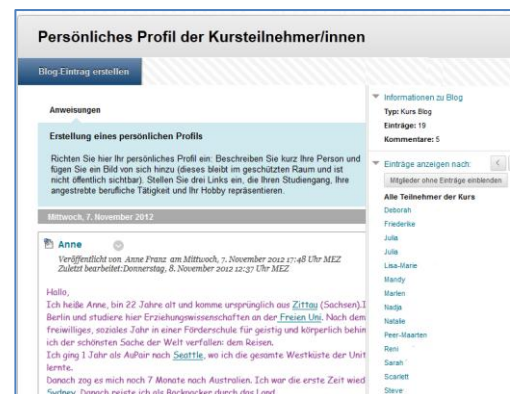 Persönliches Profil der Kursteilnehmer/innen
Blog-Eintrag erstellen
Anweisungen
Erstellung eines persönlichen Profils
Richten Sie hier Ihr persönliches Profil ein: Beschreiben Sie kurz Ihre Person und
fügen Sie ein Bild von sich hinzu (dieses bleibt im geschützten Raum und ist
nicht öffentlich sichtbar). Stellen Sie drei Links ein, die Ihren Studiengang, Ihre
angestrebte berufliche Tätigkeit und Ihr Hobby repräsentieren.
Mittwoch, 7. November 2012
Anne
Veröffentlicht von Anne Franz am Mittwoch, 7. November 2012 17:48 Uhr MEZ
Zuletzt bearbeitet:Donnerstag, 8. November 2012 12:37 Uhr MEZ
Hallo,
Ich heiße Anne, bin 22 Jahre alt und komme ursprünglich aus Zittau (Sachsen).I
Berlin und studiere hier Erziehungswissenschaften an der Freien Uni. Nach dem
freiwilliges, soziales Jahr in einer Förderschule für geistig und körperlich behin
ich der schönsten Sache der Welt verfallen: dem Reisen.
Ich ging 1 Jahr als AuPair nach Seattle, wo ich die gesamte Westküste der Unit
lernte.
Danach zog es mich noch 7 Monate nach Australien. Ich war die erste Zeit wied
Sydney. Danach reiste ich als Backpacker durch das Land
Informationen zu Blog
Typ: Kurs Blog
Einträge: 19
Kommentare: 5
Einträge anzeigen nach:
Mitglieder ohne Einträge einblenden
Alle Teilnehmer der Kurs
Deborah
Friederike
Julia
Julia
Lisa-Marie
Mandy
Marlen
Nadja
Natalie
Peer-Maarten
Reni
Sarah
Scarlett
Steve